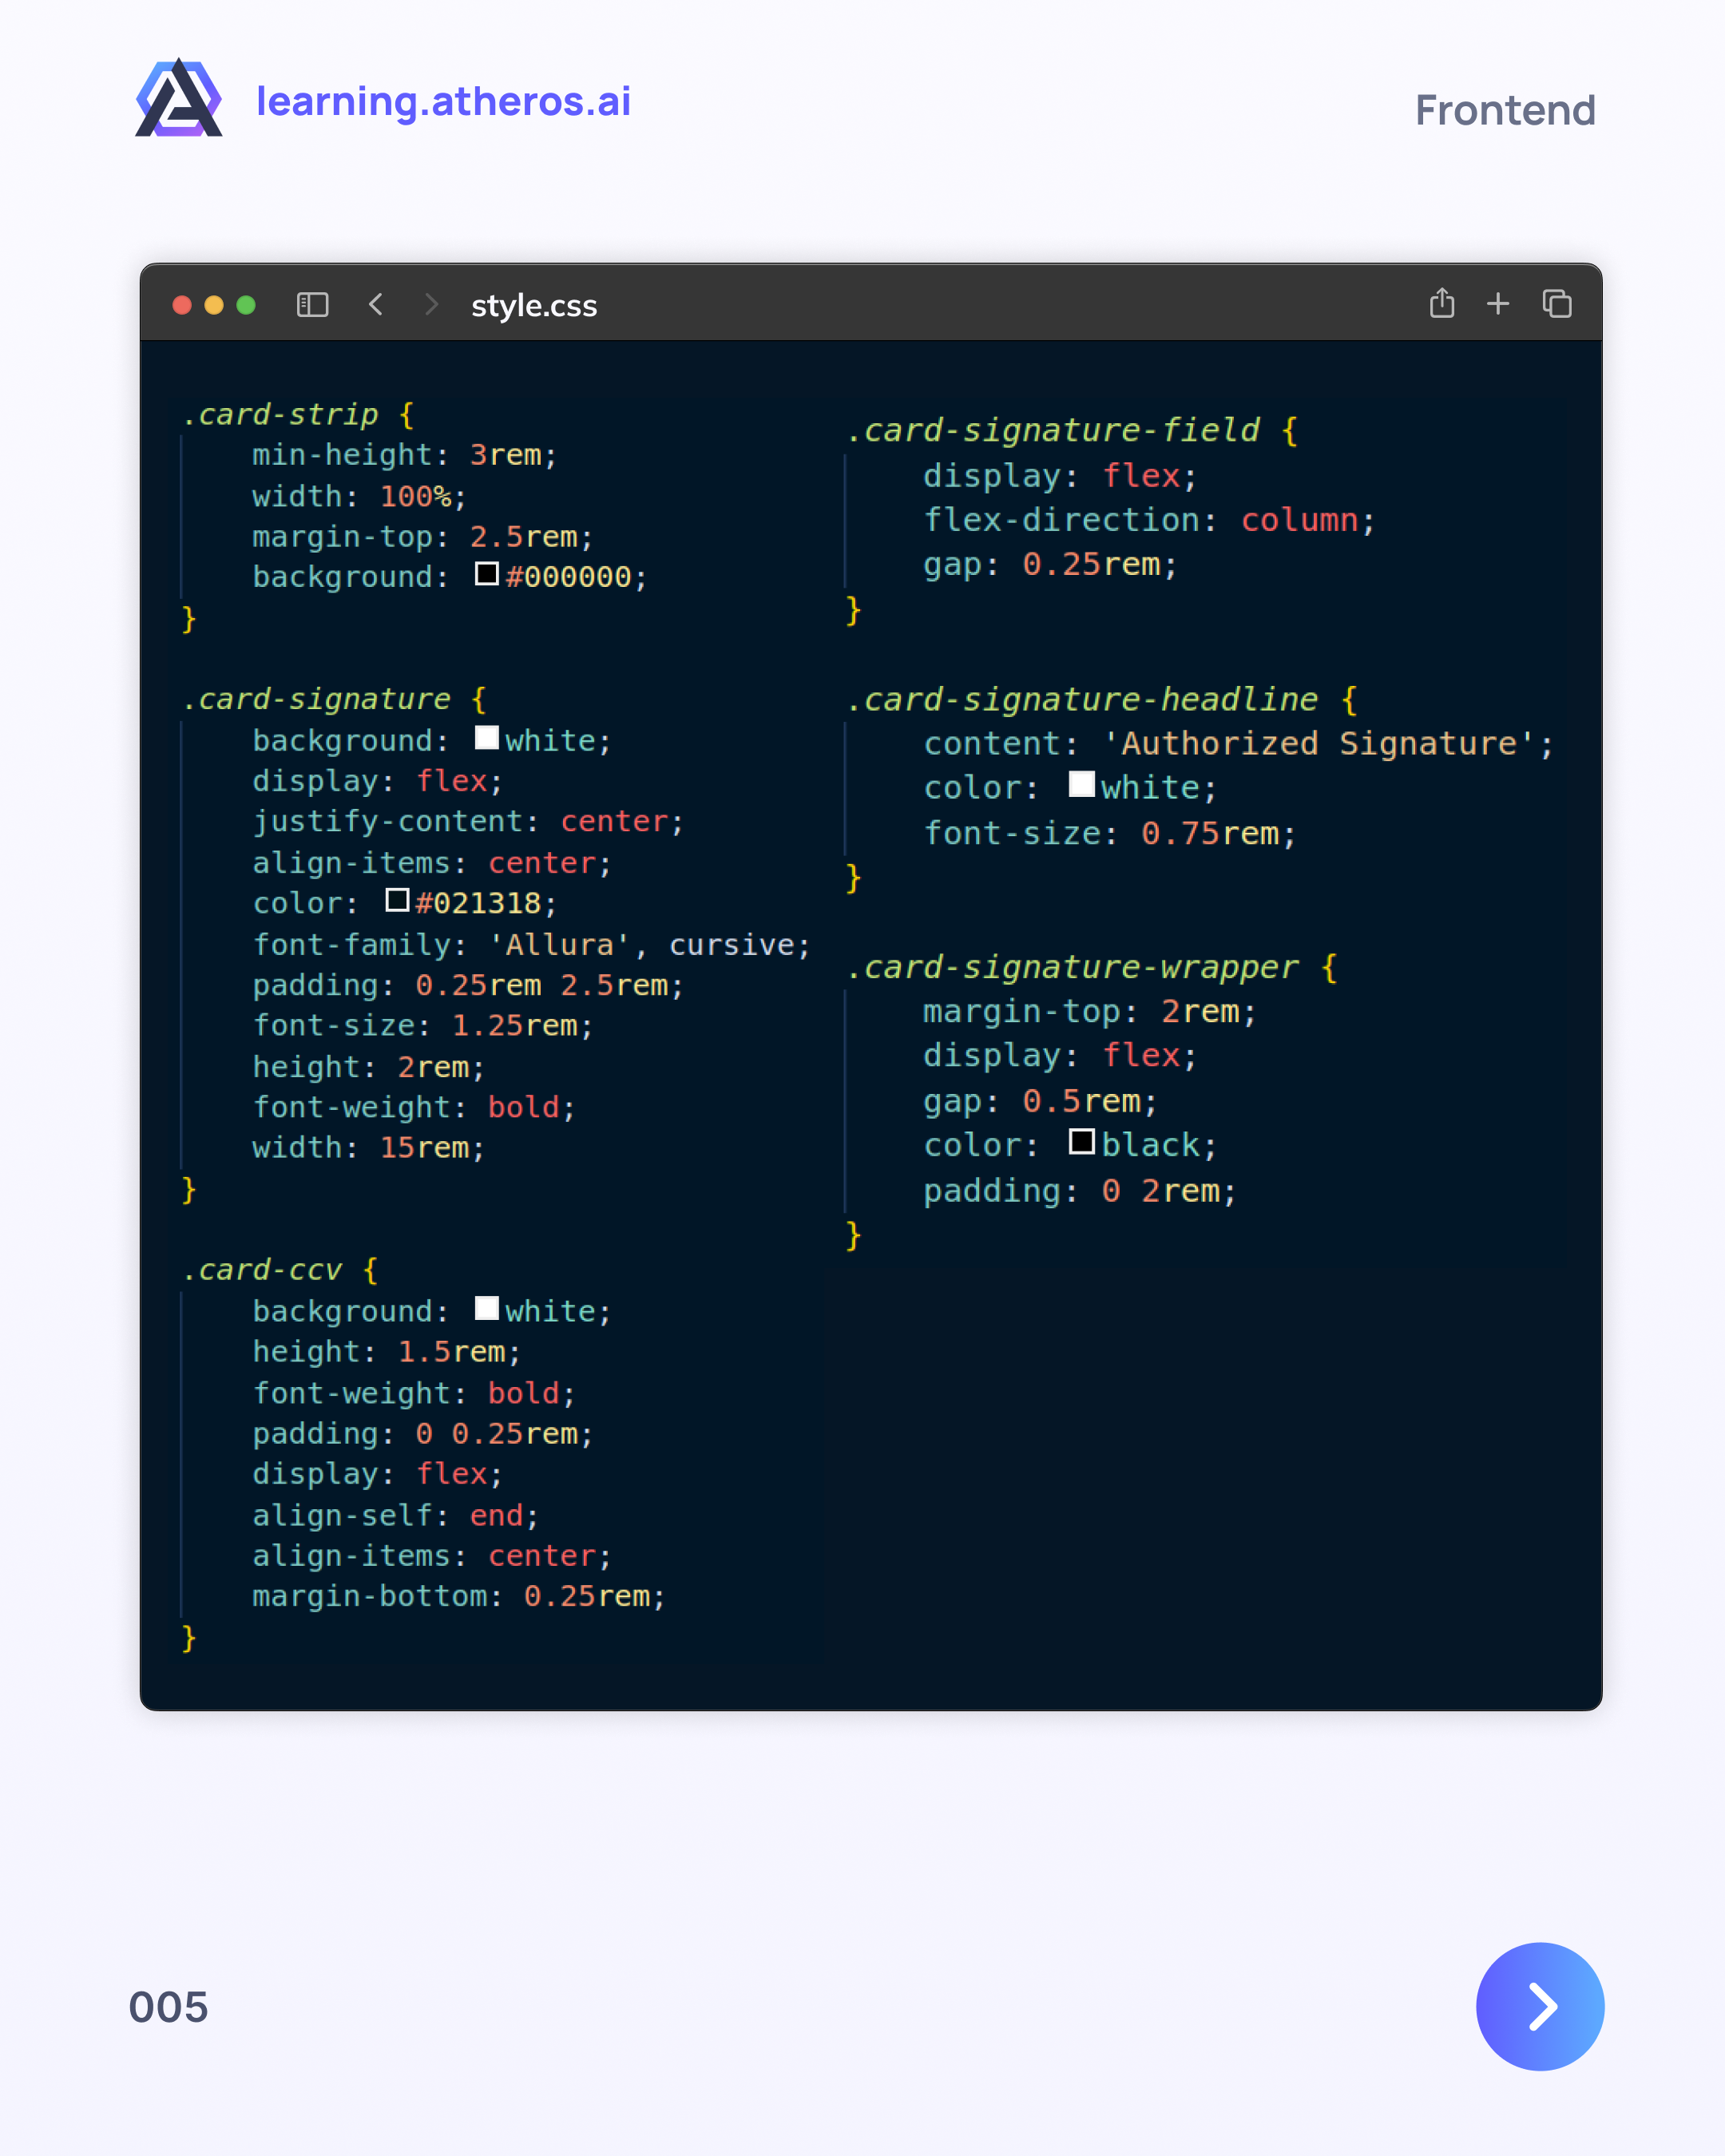 learning.atheros.ai
Frontend
style.css
.card-strip {
    min-height: 3rem;
    width: 100%;
    margin-top: 2.5rem;
    background: #000000;
}
.card-signature {
    background: white;
    display: flex;
    justify-content: center;
    align-items: center;
    color: #021318;
    font-family: 'Allura', cursive;
    padding: 0.25rem 2.5rem;
    font-size: 1.25rem;
    height: 2rem;
    font-weight: bold;
    width: 15rem;
}
.card-ccv {
    background: white;
    height: 1.5rem;
    font-weight: bold;
    padding: 0 0.25rem;
    display: flex;
    align-self: end;
    align-items: center;
    margin-bottom: 0.25rem;
}
.card-signature-field {
    display: flex;
    flex-direction: column;
    gap: 0.25rem;
}
.card-signature-headline {
    content: 'Authorized Signature';
    color: white;
    font-size: 0.75rem;
}
.card-signature-wrapper {
    margin-top: 2rem;
    display: flex;
    gap: 0.5rem;
    color: black;
    padding: 0 2rem;
}
005